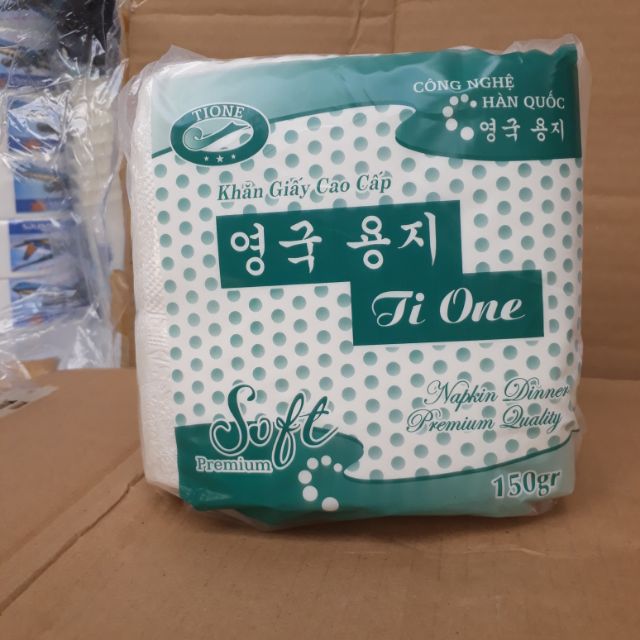 TIONE
CÔNG NGHỆ
HÀN QUỐC
영국 용지
Khăn Giấy Cao Cấp
영국 용지
Ti One
Napkin Dinner
Premium Quality
Soft
Premium
150gr